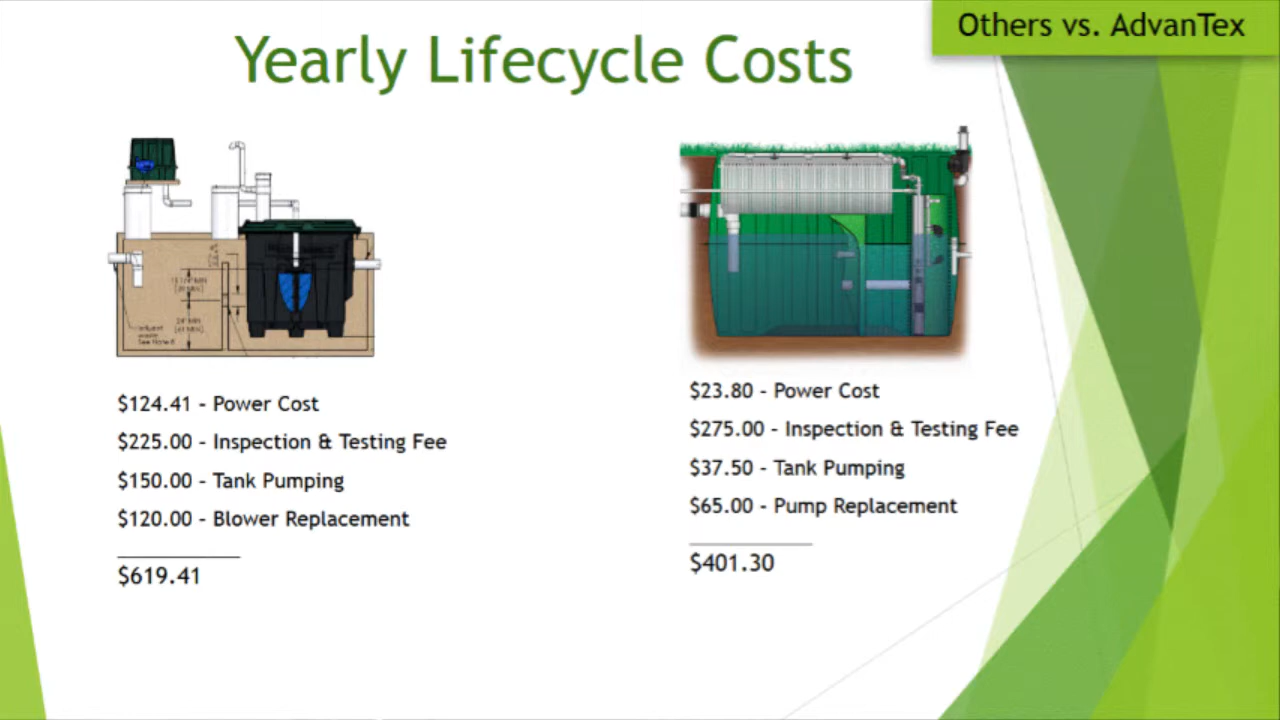 Others vs. AdvanTex
Yearly Lifecycle Costs
$124.41 - Power Cost
$225.00 - Inspection & Testing Fee
$150.00 - Tank Pumping
$120.00 - Blower Replacement
$619.41
$23.80 - Power Cost
$275.00 - Inspection & Testing Fee
$37.50 - Tank Pumping
$65.00 - Pump Replacement
$401.30